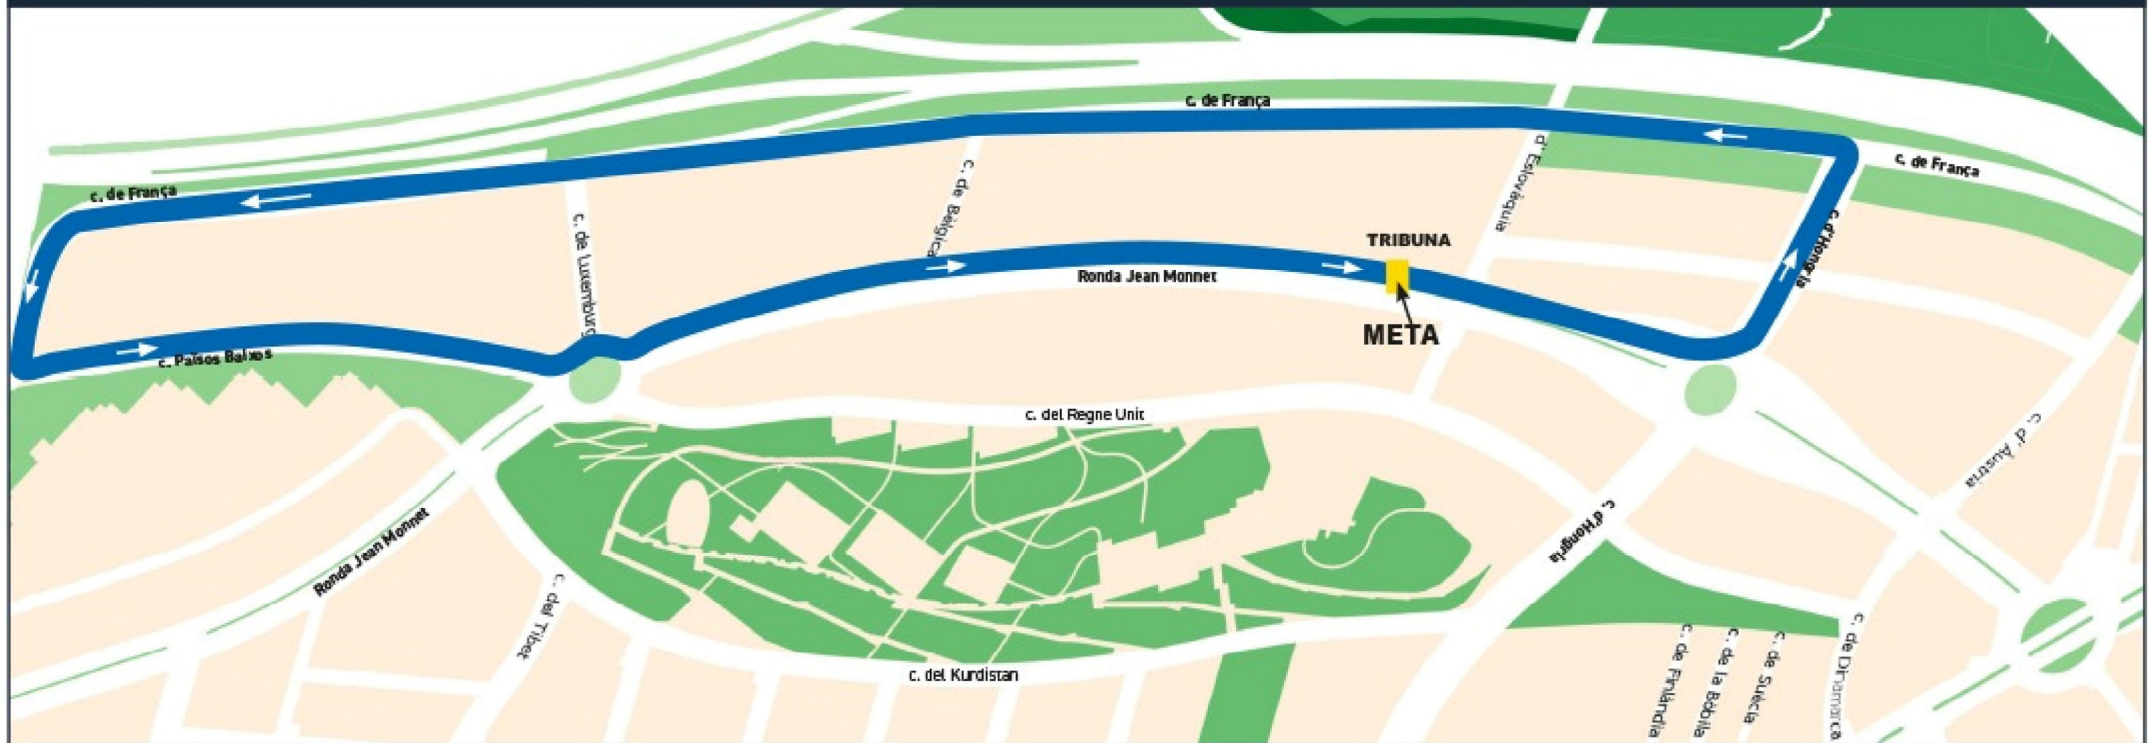 c. de França
c. de França
c. de França
c. de Luxemburg
c. de Bèlgica
d'Eslovàquia
c. d'Hongria
TRIBUNA
META
Ronda Jean Monnet
c. Països Baixos
c. del Regne Unit
c. d'Àustria
Ronda Jean Monnet
c. d'Hongria
c. del Tibet
c. del Kurdistan
c. de Finlàndia
c. de la Bòbila
c. de Suècia
c. de Dinamarca